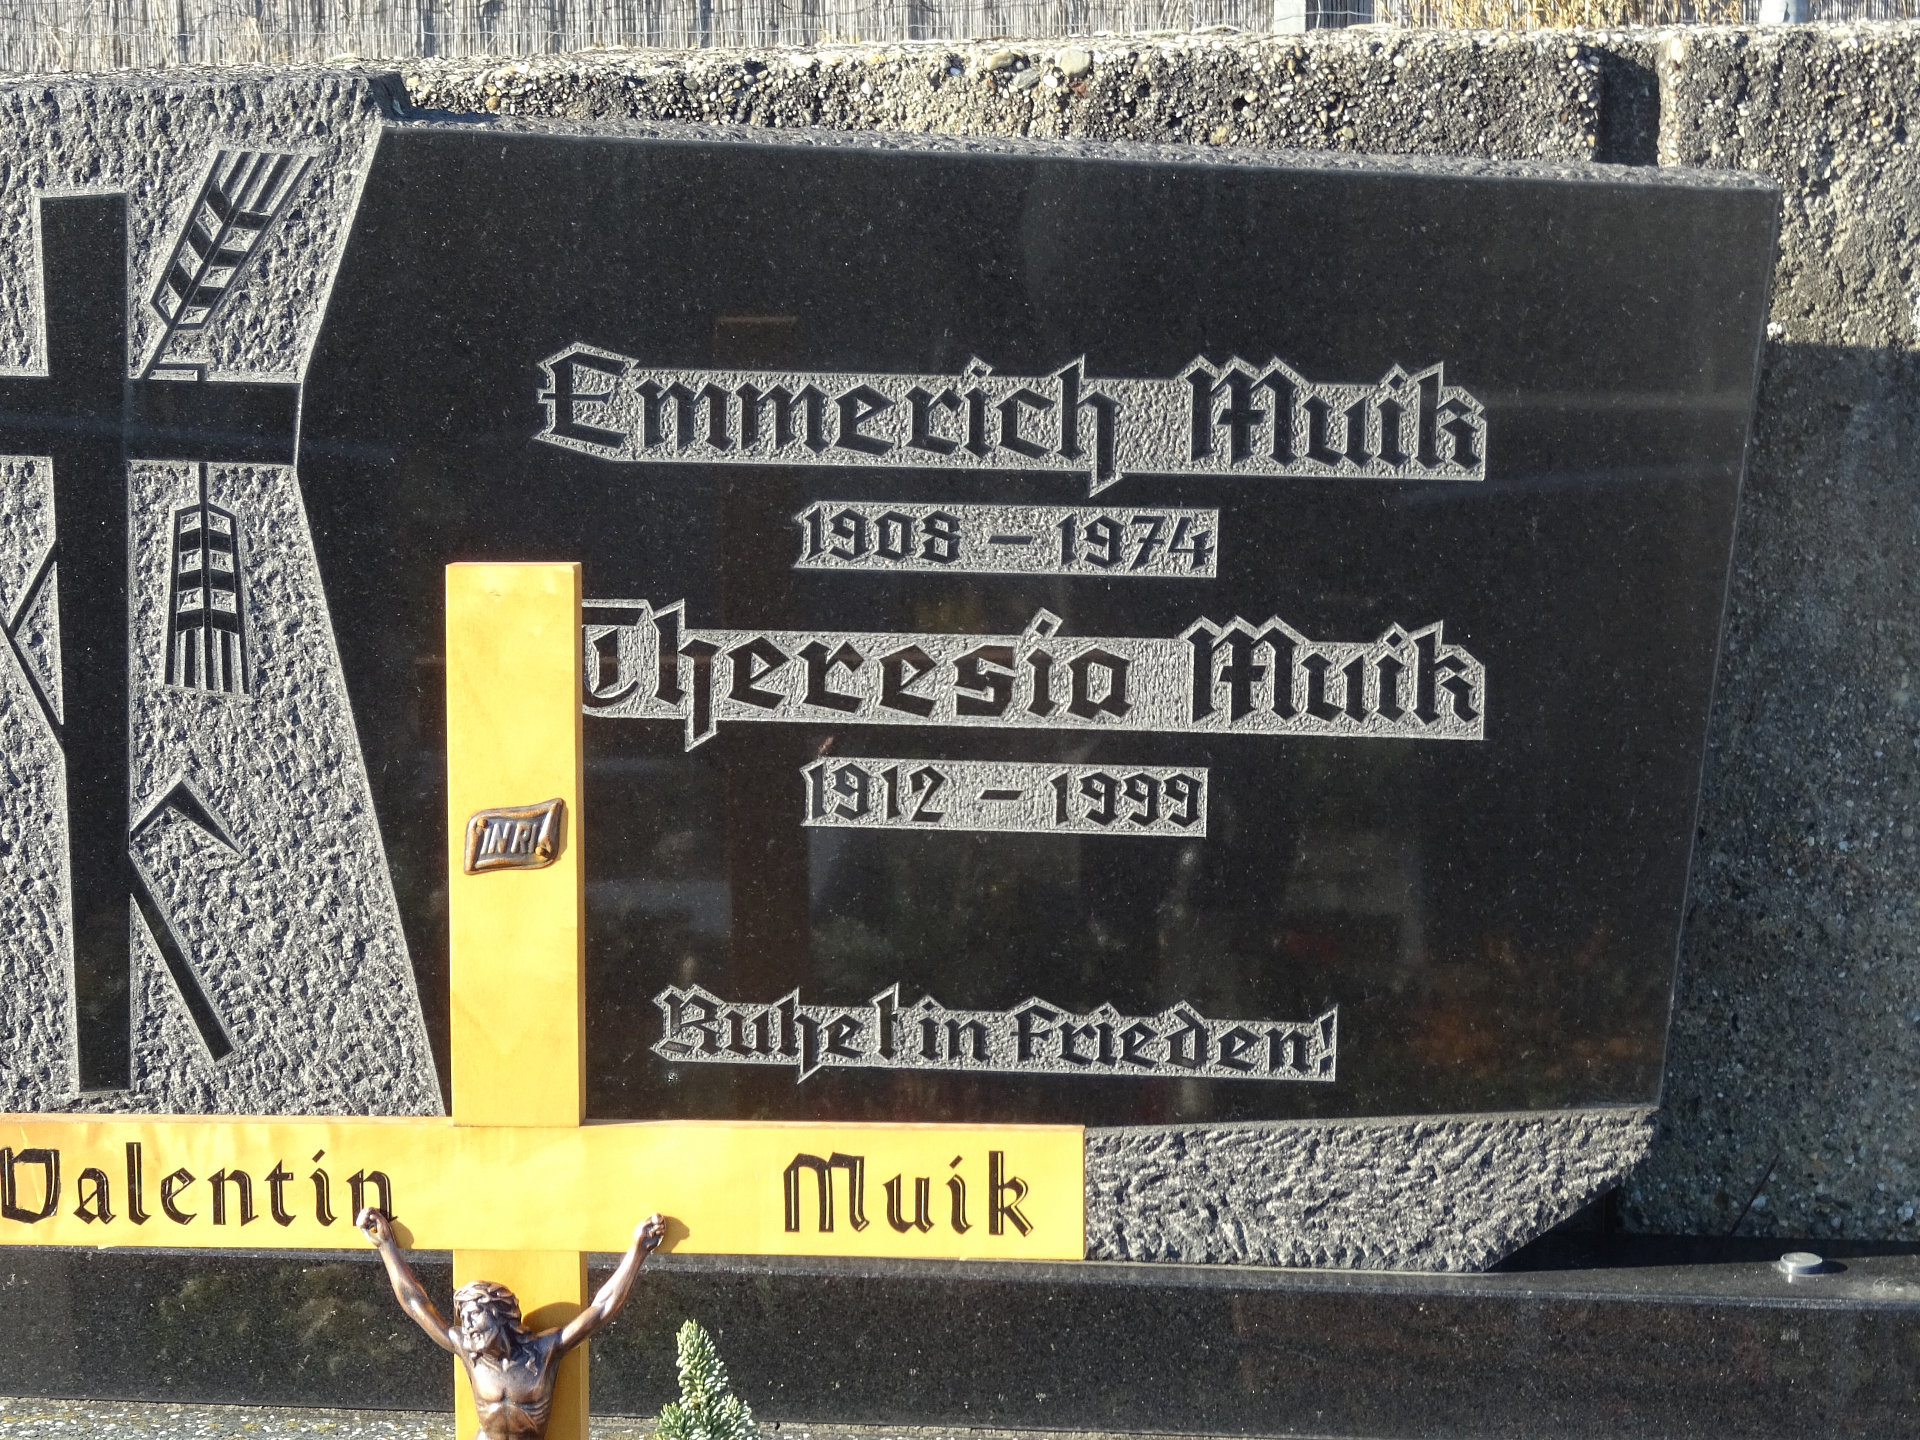 Emmerich Muik
1908 – 1974
Theresia Muik
1912 – 1999
INRI
Ruhet in Frieden!
Valentin Muik